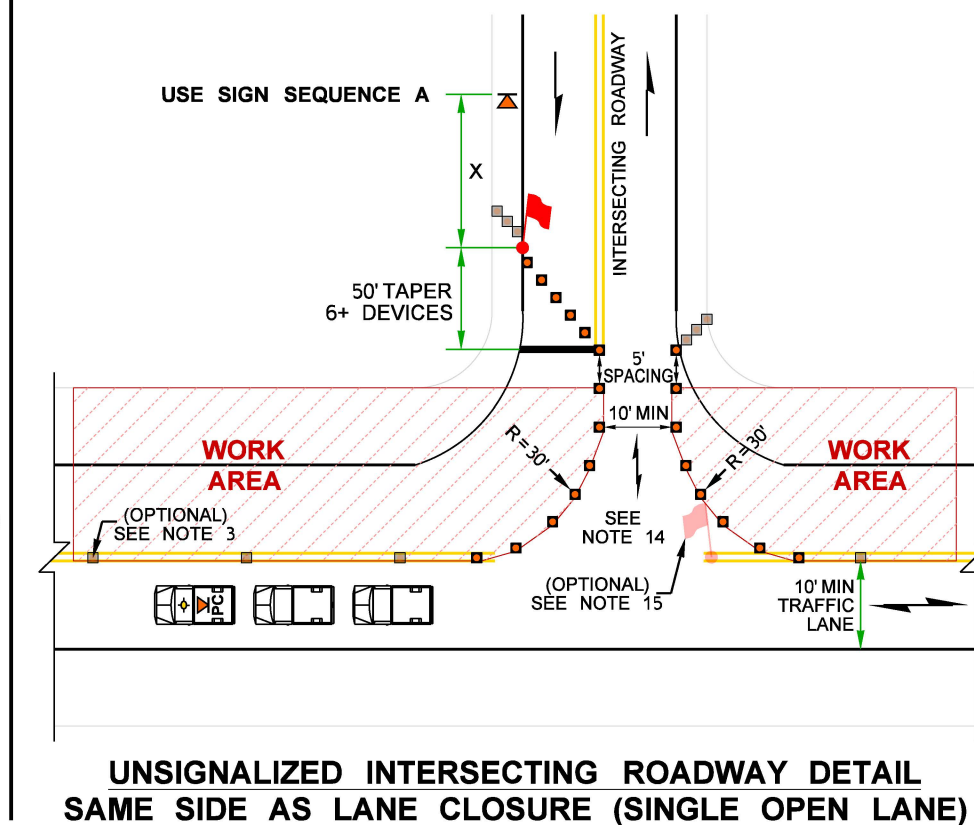 USE SIGN SEQUENCE A
X
INTERSECTING ROADWAY
50' TAPER
6+ DEVICES
5'
SPACING
10' MIN
R=30'
R=30'
WORK
AREA
WORK
AREA
(OPTIONAL)
SEE NOTE 3
SEE
NOTE 14
(OPTIONAL)
SEE NOTE 15
10' MIN
TRAFFIC
LANE
PC
UNSIGNALIZED INTERSECTING ROADWAY DETAIL
SAME SIDE AS LANE CLOSURE (SINGLE OPEN LANE)